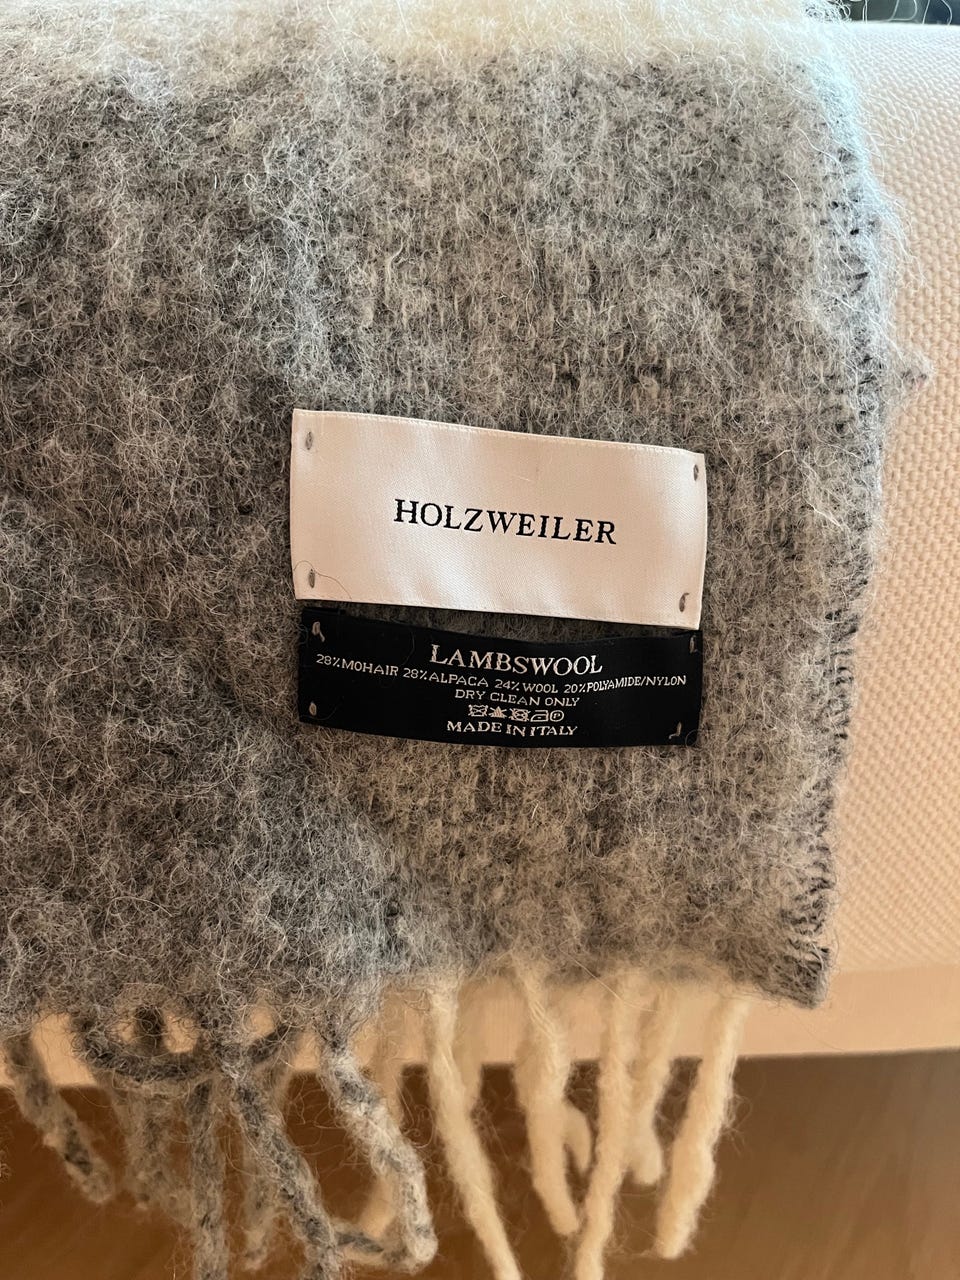 HOLZWEILER
LAMBSWOOL
28%MOHAIR 28%ALPACA 24% WOOL 20%POLYAMIDE/NYLON
DRY CLEAN ONLY
MADE IN ITALY